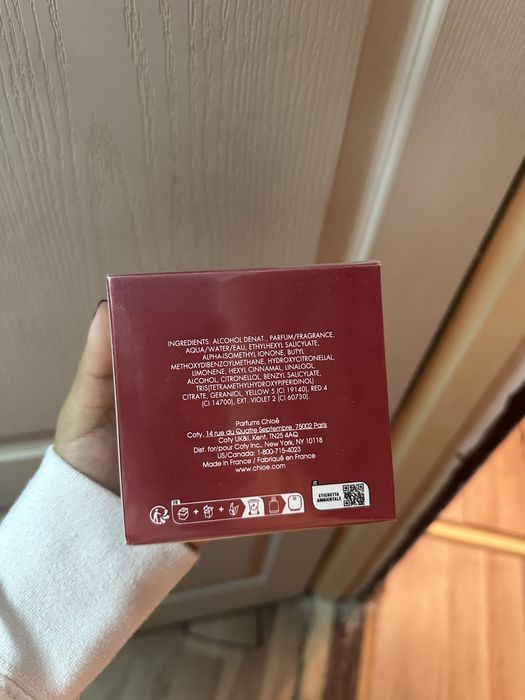 INGREDIENTS: ALCOHOL DENAT., PARFUM/FRAGRANCE,
AQUA/WATER/EAU, ETHYLHEXYL SALICYLATE,
ALPHA-ISOMETHYL IONONE, BUTYL
METHOXYDIBENZOYLMETHANE, HYDROXYCITRONELLAL,
LIMONENE, HEXYL CINNAMAL, LINALOOL,
ALCOHOL, CITRONELLOL, BENZYL SALICYLATE,
TRIS(TETRAMETHYLHYDROXYPIPERIDINOL)
CITRATE, GERANIOL, YELLOW 5 (CI 19140), RED 4
(CI 14700), EXT. VIOLET 2 (CI 60730).
Parfums Chloé
Coty, 14 rue du Quatre Septembre, 75002 Paris
Coty UK&I, Kent, TN25 4AQ
Dist. for/pour Coty Inc., New York, NY 10118
US/Canada: 1-800-715-4023
Made in France / Fabriqué en France
www.chloe.com
FR
IT
ETICHETTA
AMBIENTALE